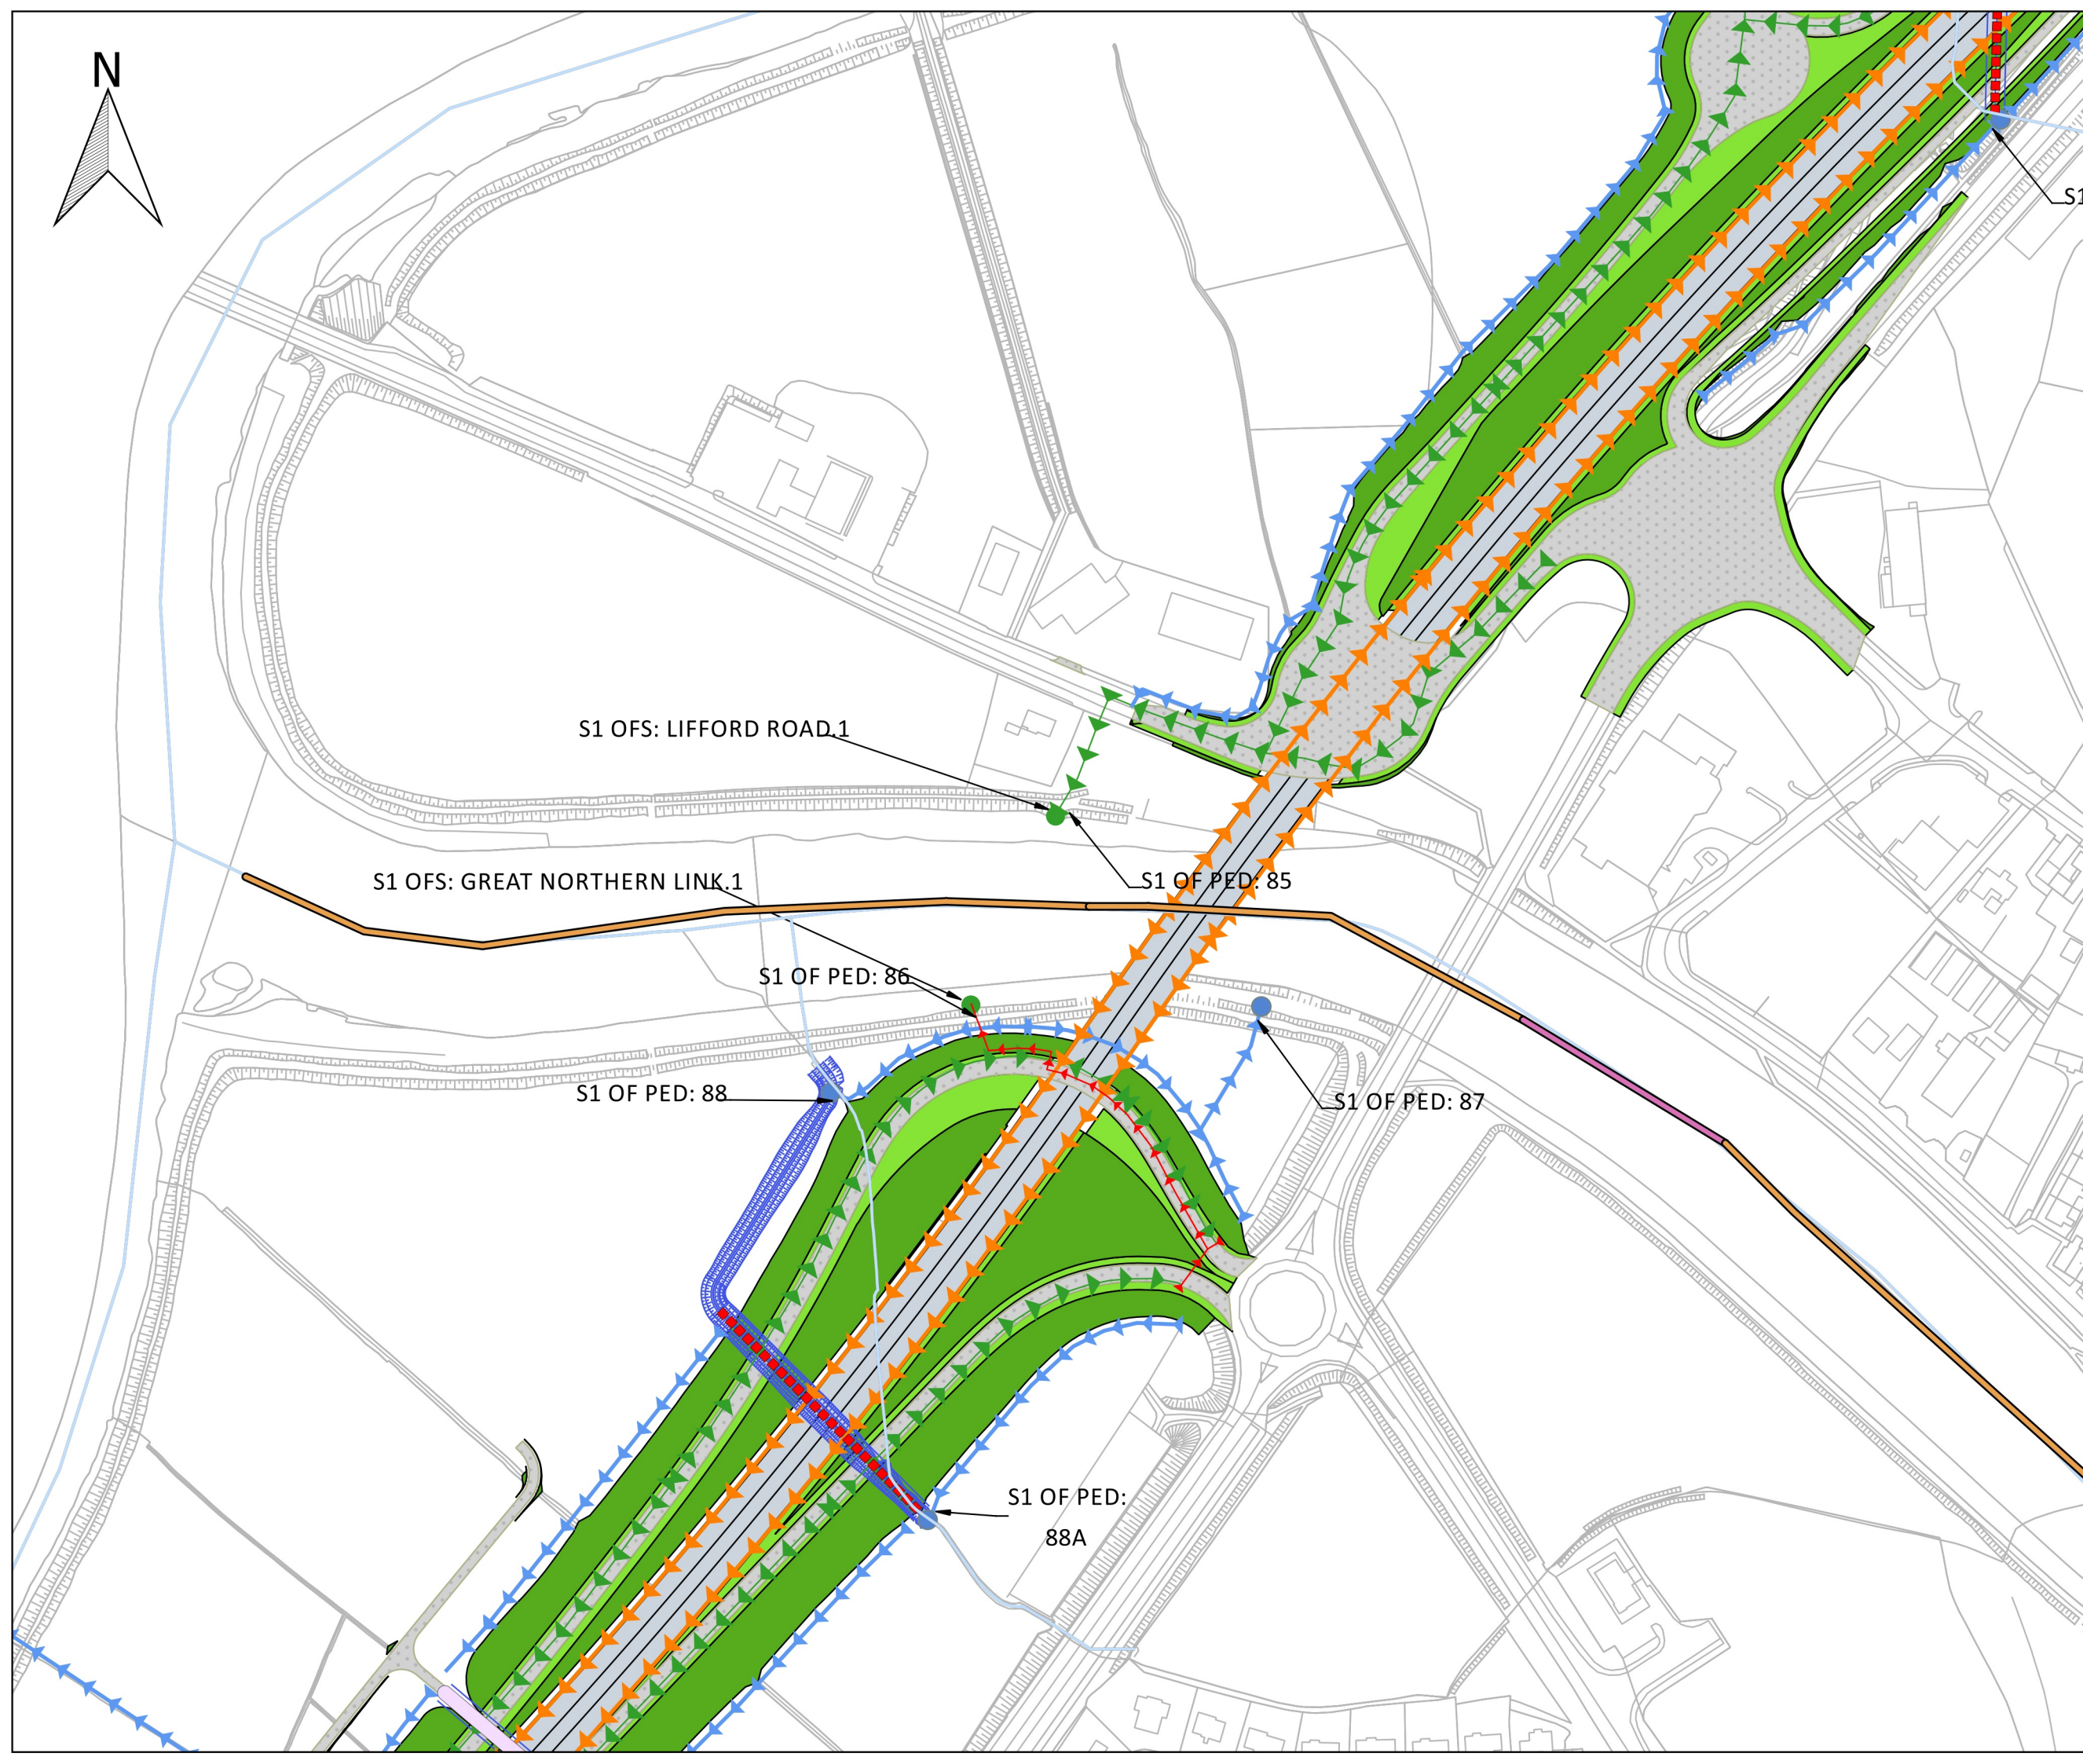 N
S1
S1 OFS: LIFFORD ROAD.1
S1 OFS: GREAT NORTHERN LINK.1
S1 OF PED: 85
S1 OF PED: 86
S1 OF PED: 88
S1 OF PED: 87
S1 OF PED:
88A